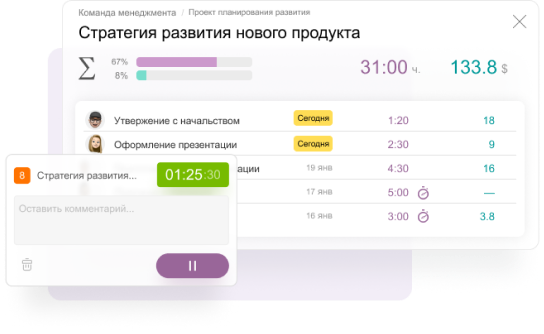 Команда менеджмента / Проект планирования развития
Стратегия развития нового продукта
Σ 67% 8% 31:00 ч. 133.8 $
Утвержение с начальством Сегодня 1:20 18
Оформление презентации Сегодня 2:30 9
ации 19 янв 4:30 16
17 янв 5:00 —
16 янв 3:00 3.8
8 Стратегия развития... 01:25:30
Оставить комментарий...